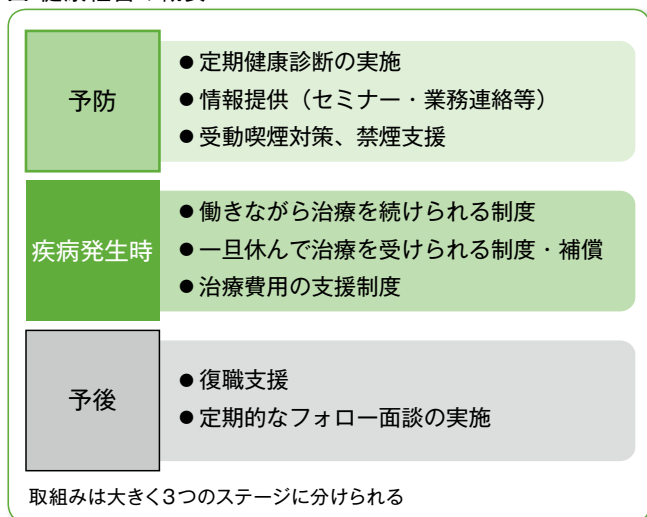 予防
● 定期健康診断の実施
● 情報提供（セミナー・業務連絡等）
● 受動喫煙対策、禁煙支援
疾病発生時
● 働きながら治療を続けられる制度
● 一旦休んで治療を受けられる制度・補償
● 治療費用の支援制度
予後
● 復職支援
● 定期的なフォロー面談の実施
取組みは大きく3つのステージに分けられる